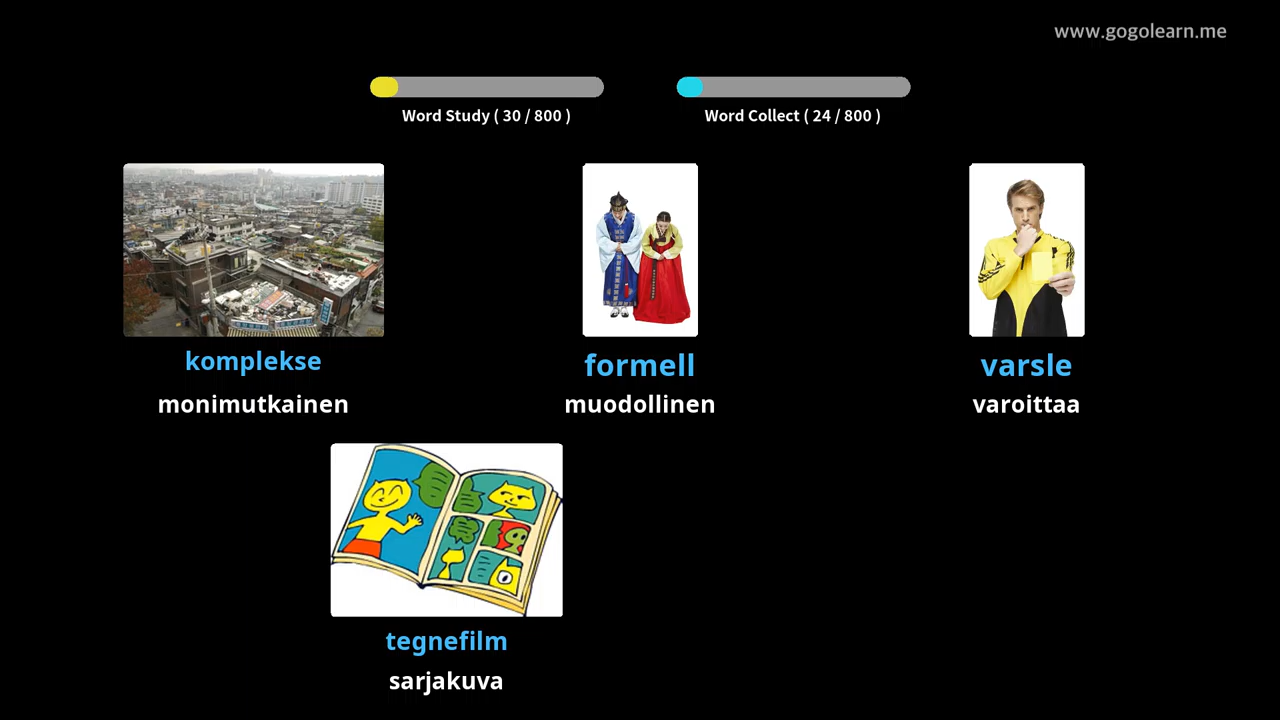 www.gogolearn.me
Word Study ( 30 / 800 )
Word Collect ( 24 / 800 )
komplekse
monimutkainen
formell
muodollinen
varsle
varoittaa
tegnefilm
sarjakuva